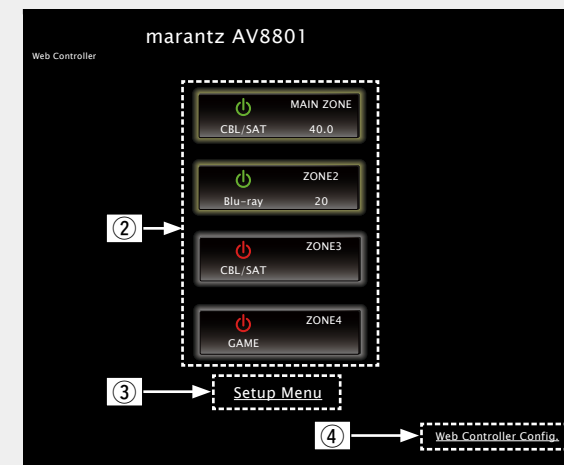 marantz AV8801
Web Controller
MAIN ZONE
CBL/SAT 40.0
ZONE2
Blu-ray 20
②
ZONE3
CBL/SAT
ZONE4
GAME
③ Setup Menu
④ Web Controller Config.